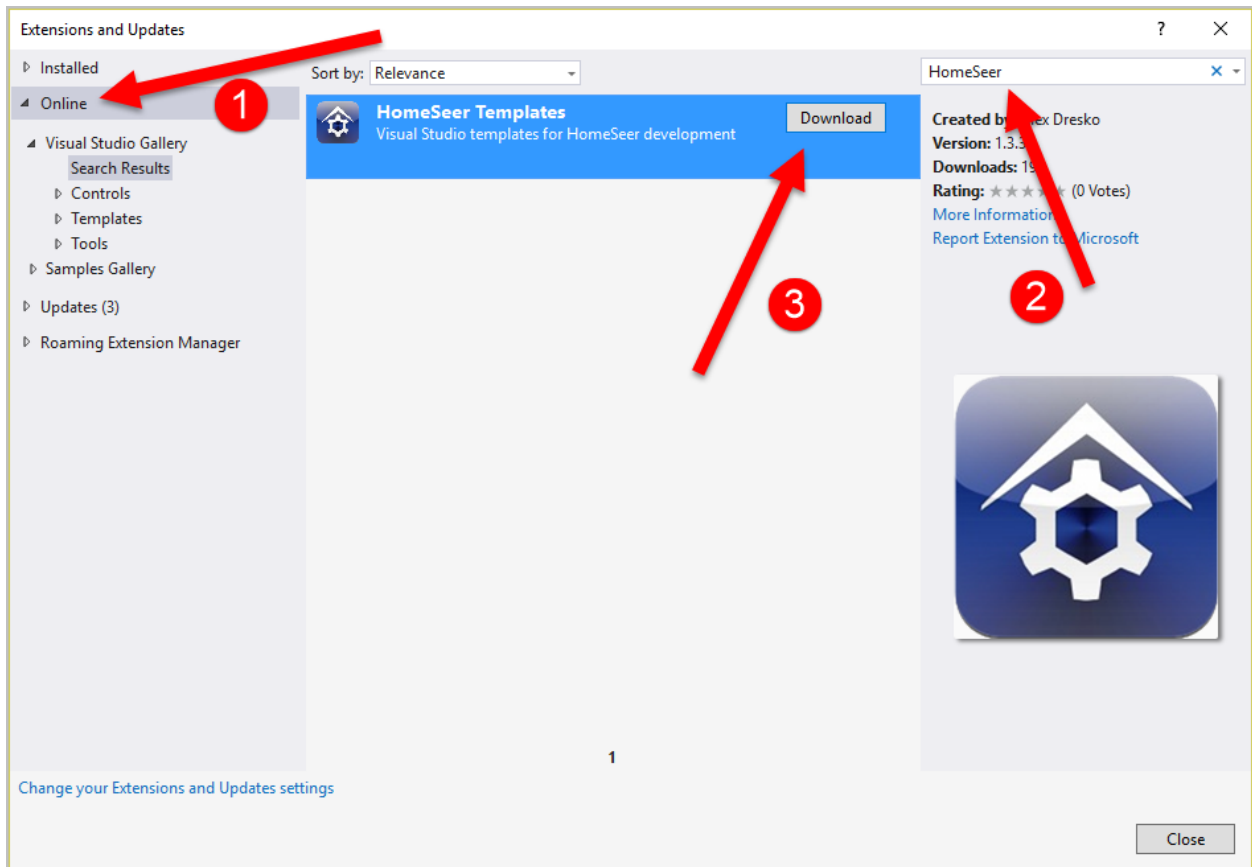 Extensions and Updates
? 
Installed
Online
1
Visual Studio Gallery
Search Results
Controls
Templates
Tools
Samples Gallery
Updates (3)
Roaming Extension Manager
Sort by: Relevance
HomeSeer Templates
Visual Studio templates for HomeSeer development
Download
3
1
HomeSeer
Created Dresko
Version: 1.3.
Downloads:
Rating: (0 Votes)
More Information
Report Extension to Microsoft
2
Change your Extensions and Updates settings
Close